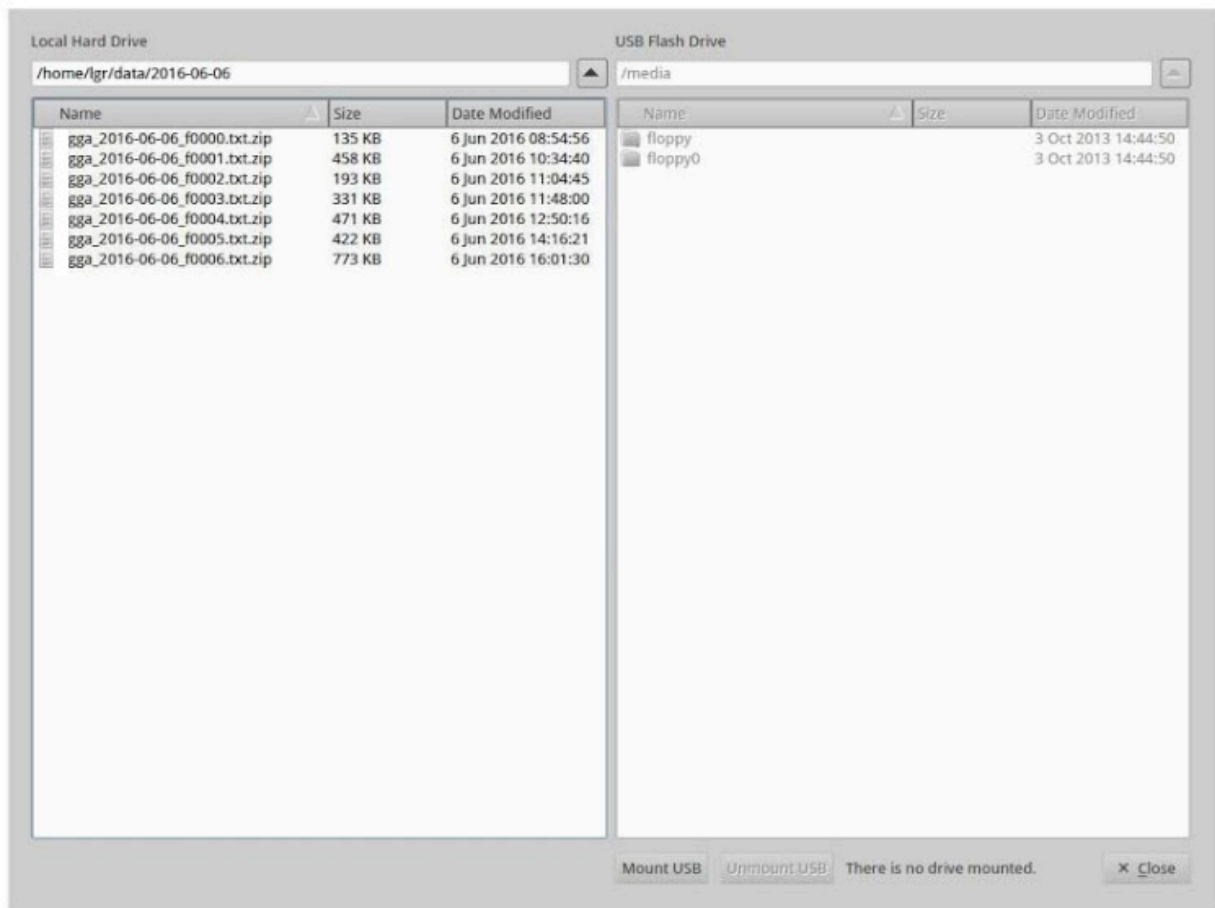 Local Hard Drive
/home/lgr/data/2016-06-06
Name Size Date Modified
gga_2016-06-06_f0000.txt.zip 135 KB 6 Jun 2016 08:54:56
gga_2016-06-06_f0001.txt.zip 458 KB 6 Jun 2016 10:34:40
gga_2016-06-06_f0002.txt.zip 193 KB 6 Jun 2016 11:04:45
gga_2016-06-06_f0003.txt.zip 331 KB 6 Jun 2016 11:48:00
gga_2016-06-06_f0004.txt.zip 471 KB 6 Jun 2016 12:50:16
gga_2016-06-06_f0005.txt.zip 422 KB 6 Jun 2016 14:16:21
gga_2016-06-06_f0006.txt.zip 773 KB 6 Jun 2016 16:01:30
USB Flash Drive
/media
Name Size Date Modified
floppy 3 Oct 2013 14:44:50
floppy0 3 Oct 2013 14:44:50
Mount USB Unmount USB There is no drive mounted. × Close